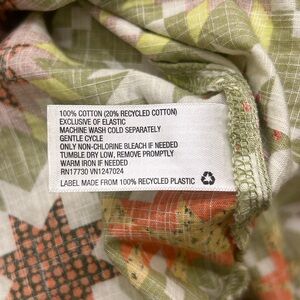 100% COTTON (20% RECYCLED COTTON)
EXCLUSIVE OF ELASTIC
MACHINE WASH COLD SEPARATELY
GENTLE CYCLE
ONLY NON-CHLORINE BLEACH IF NEEDED
TUMBLE DRY LOW, REMOVE PROMPTLY
WARM IRON IF NEEDED
RN17730 VN1247024
LABEL MADE FROM 100% RECYCLED PLASTIC